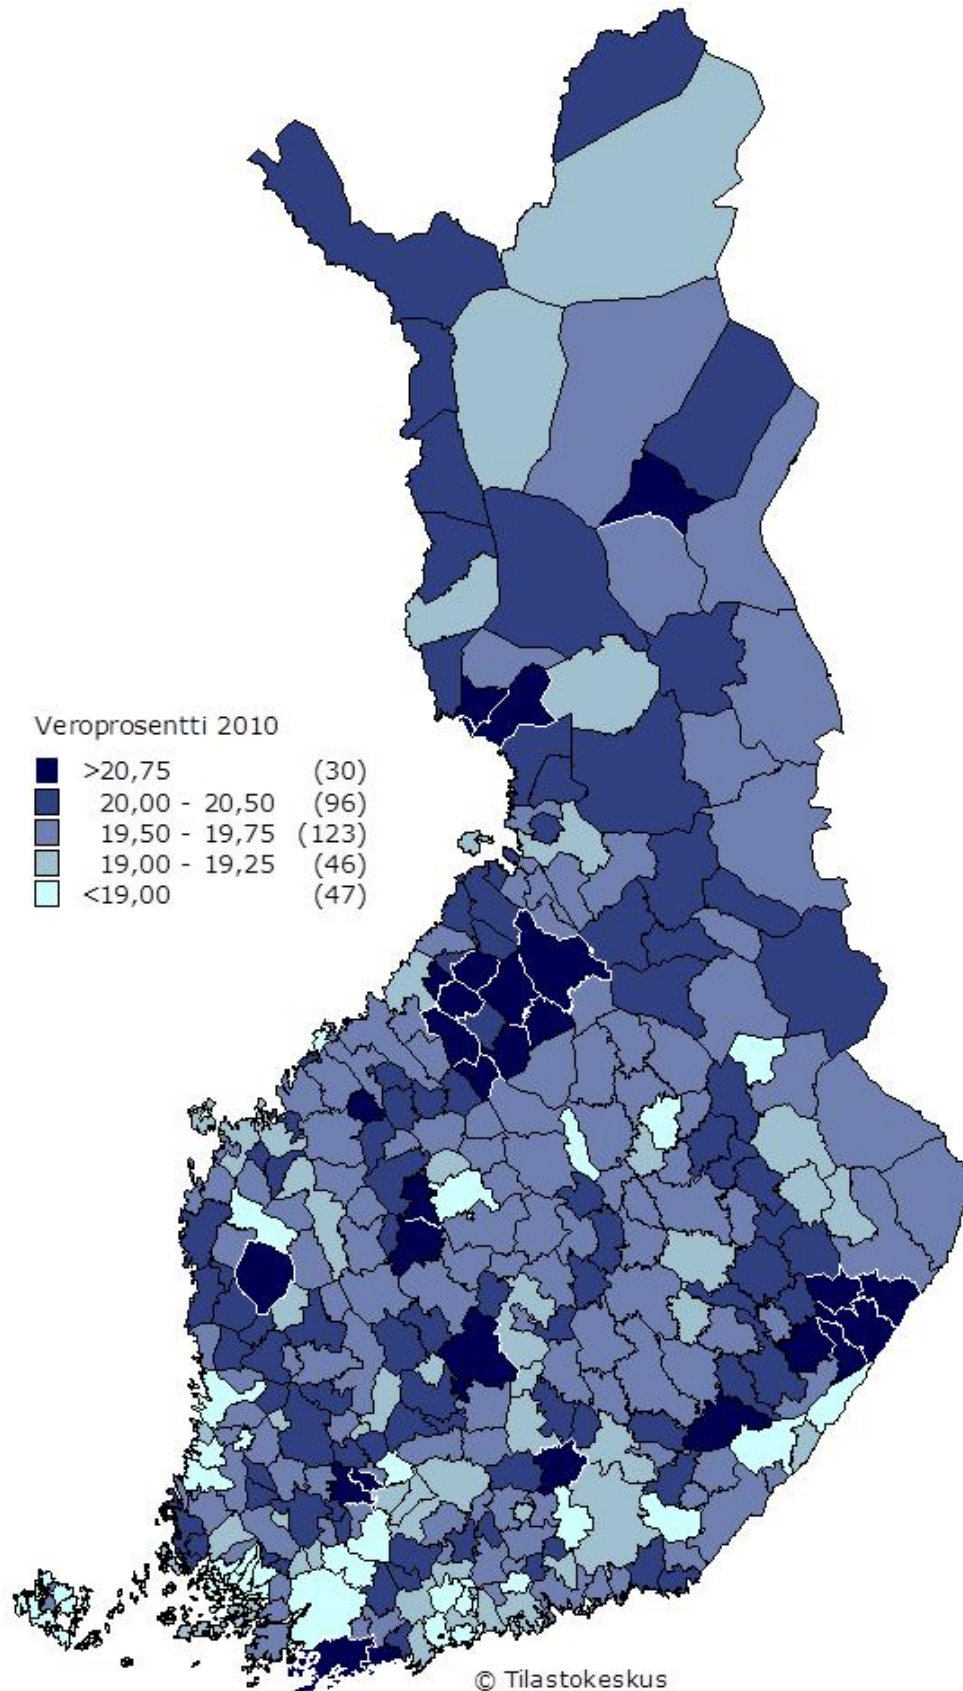 Veroprosentti 2010
>20,75 (30)
20,00 - 20,50 (96)
19,50 - 19,75 (123)
19,00 - 19,25 (46)
<19,00 (47)
© Tilastokeskus